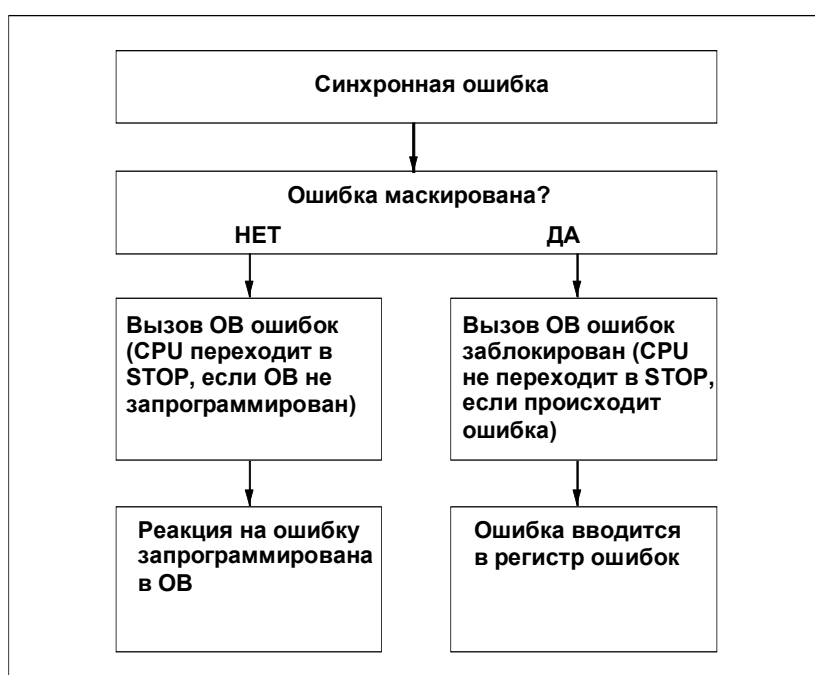 Синхронная ошибка
Ошибка маскирована?
НЕТ ДА
Вызов OB ошибок
(CPU переходит в
STOP, если OB не
запрограммирован)
Вызов OB ошибок
заблокирован (CPU
не переходит в STOP,
если происходит
ошибка)
Реакция на ошибку
запрограммирована
в OB
Ошибка вводится
в регистр ошибок